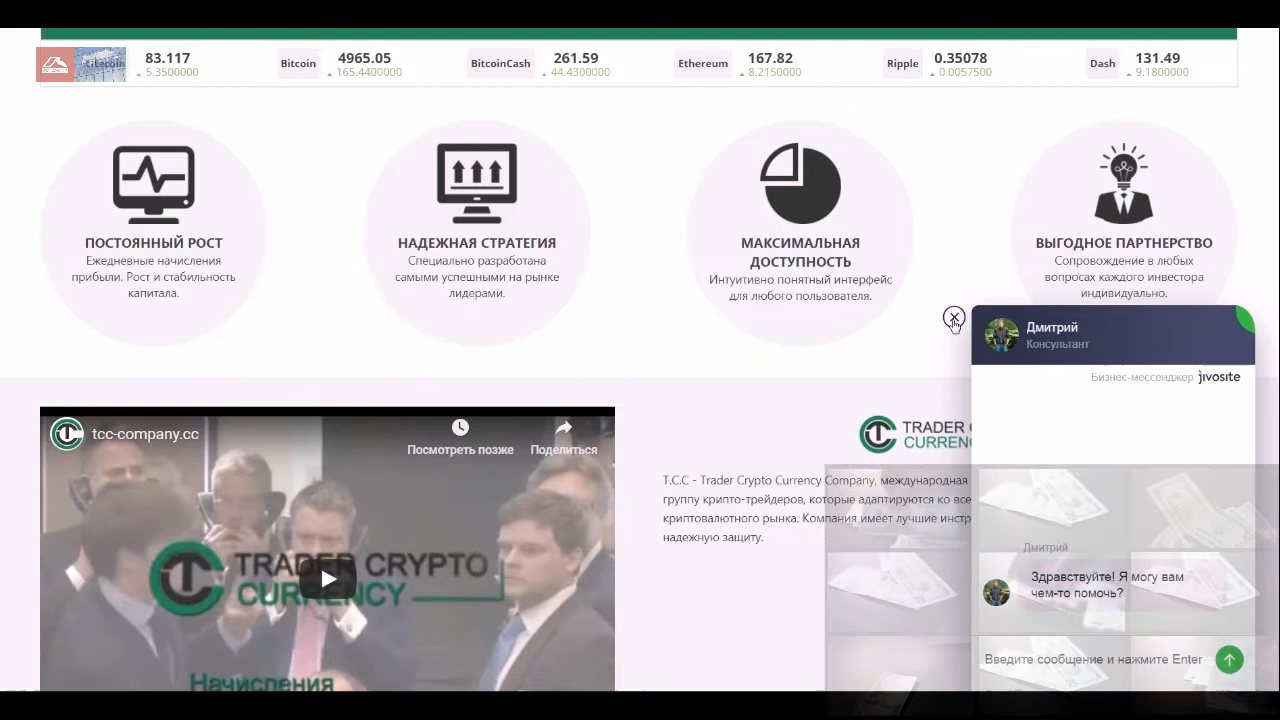 Litecoin
83.117
5.3500000
Bitcoin
4965.05
165.4400000
BitcoinCash
261.59
44.4300000
Ethereum
167.82
8.2150000
Ripple
0.35078
0.0057500
Dash
131.49
9.1800000
ПОСТОЯННЫЙ РОСТ
Ежедневные начисления
прибыли. Рост и стабильность
капитала.
НАДЕЖНАЯ СТРАТЕГИЯ
Специально разработана
самыми успешными на рынке
лидерами.
МАКСИМАЛЬНАЯ
ДОСТУПНОСТЬ
Интуитивно понятный интерфейс
для любого пользователя.
ВЫГОДНОЕ ПАРТНЕРСТВО
Сопровождение в любых
вопросах каждого инвестора
индивидуально.
tcc-company.cc
Посмотреть позже
Поделиться
TRADER CRYPTO
CURRENCY
Начисления
TRADER
CURREN
T.C.C - Trader Crypto Currency Company, международная
группу крипто-трейдеров, которые адаптируются ко все
криптовалютного рынка. Компания имеет лучшие инстр
надежную защиту.
Дмитрий
Консультант
Бизнес-мессенджер jivosite
Дмитрий
Здравствуйте! Я могу вам
чем-то помочь?
Введите сообщение и нажмите Enter